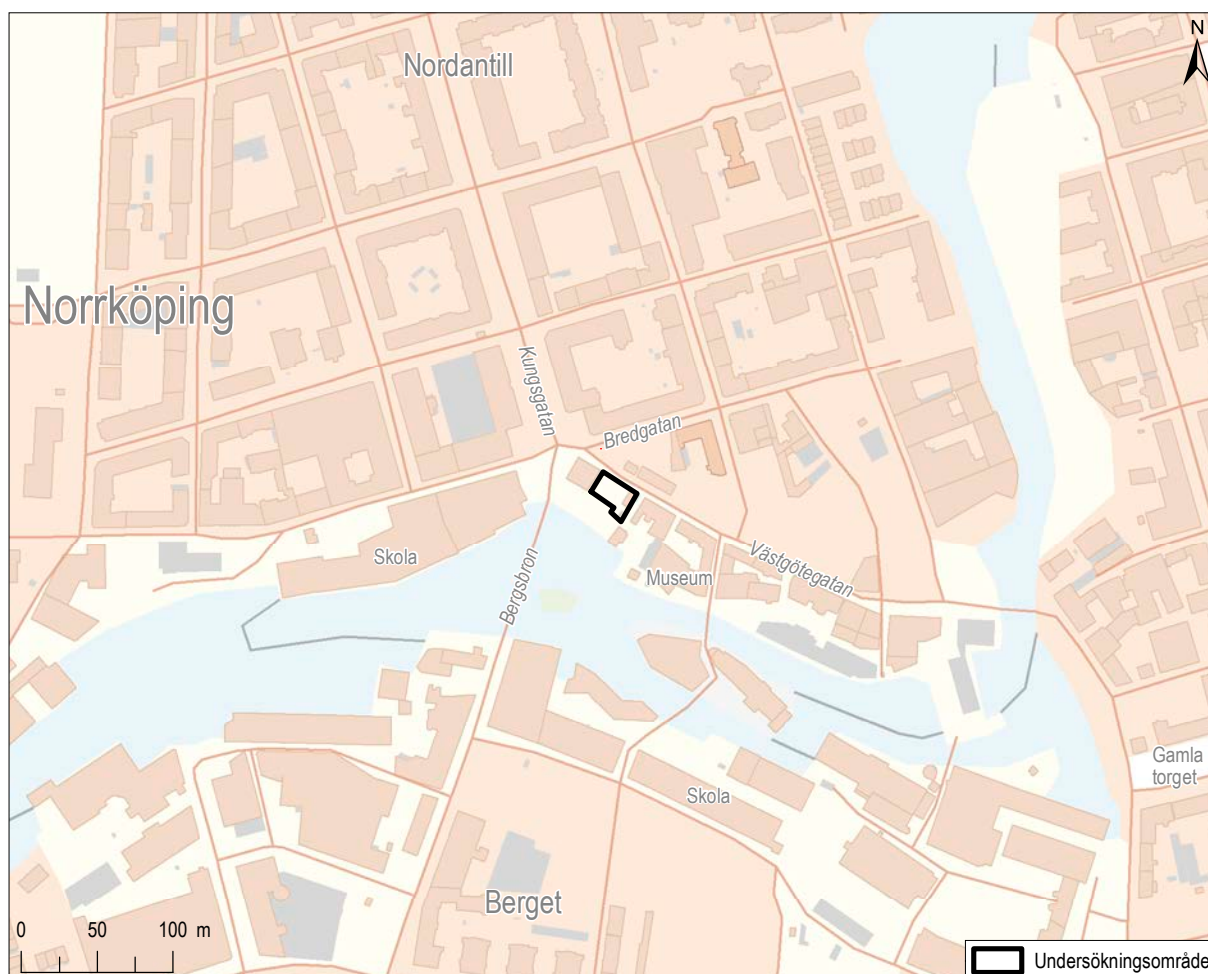 Nordantill
N
Norrköping
Kungsgatan
Bredgatan
Skola
Bergsbron
Museum
Västgötegatan
Gamla
torget
Skola
Berget
0 50 100 m
Undersökningsområde